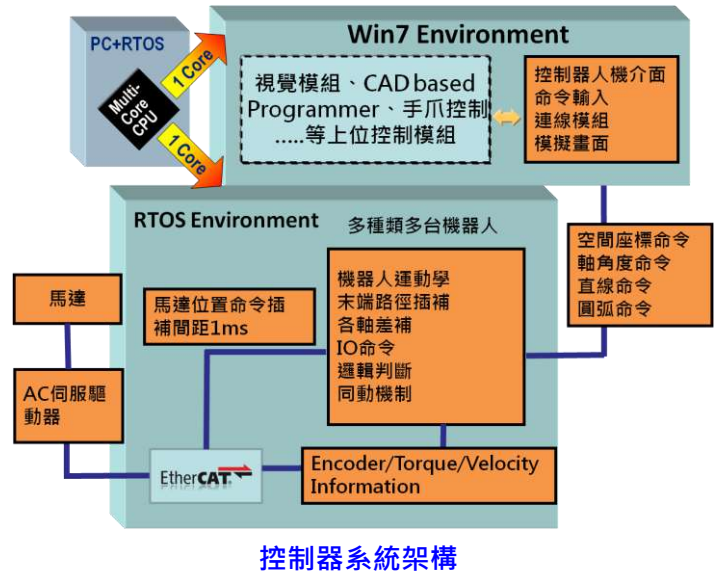 PC+RTOS
Multi-
Core
CPU
1 Core
1 Core
Win7 Environment
視覺模組、CAD based
Programmer、手爪控制
.....等上位控制模組
控制器人機介面
命令輸入
連線模組
模擬畫面
RTOS Environment
多種類多台機器人
空間座標命令
軸角度命令
直線命令
圓弧命令
馬達
馬達位置命令插
補間距1ms
機器人運動學
末端路徑插補
各軸差補
IO命令
邏輯判斷
同動機制
AC伺服驅
動器
EtherCAT
Encoder/Torque/Velocity
Information
控制器系統架構